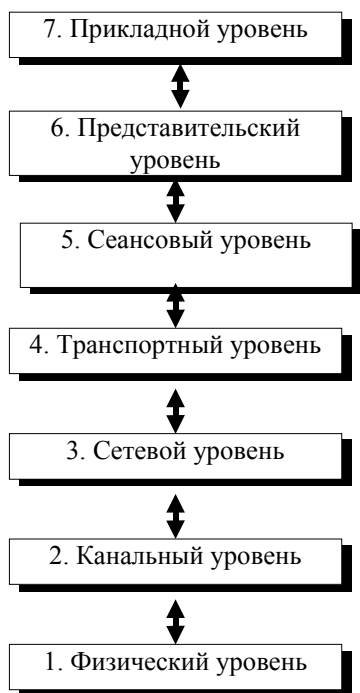 7. Прикладной уровень
6. Представительский
уровень
5. Сеансовый уровень
4. Транспортный уровень
3. Сетевой уровень
2. Канальный уровень
1. Физический уровень